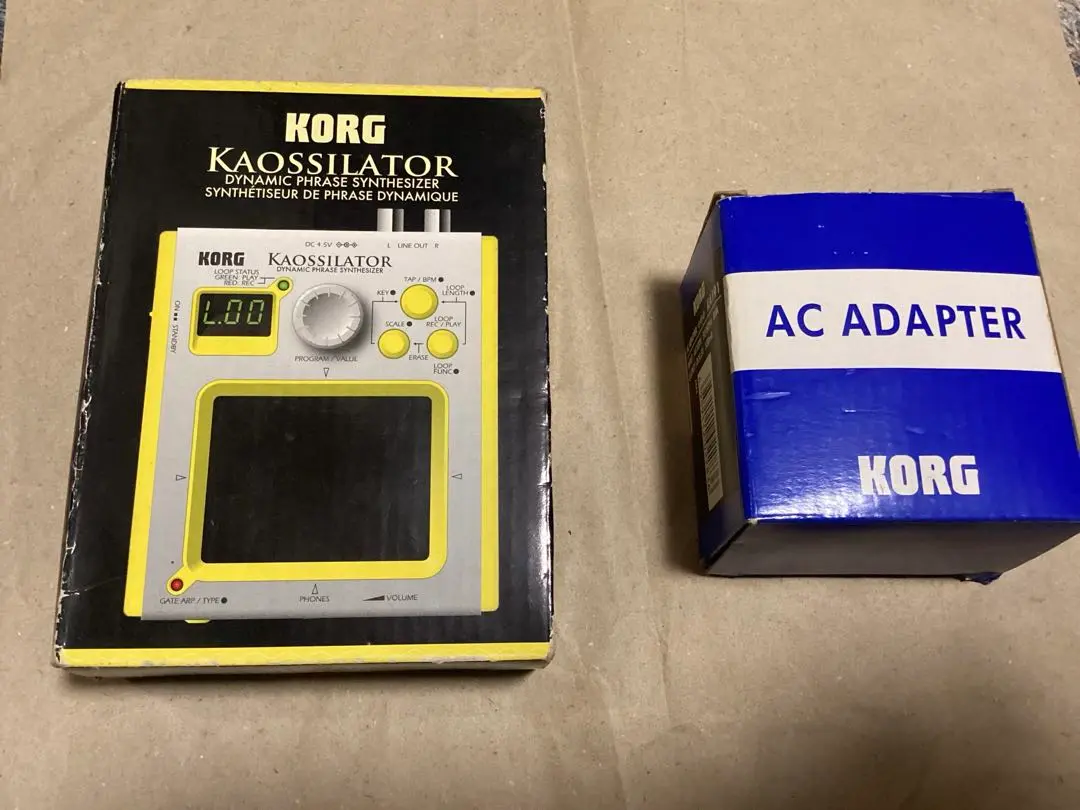 KORG
KAOSSILATOR
DYNAMIC PHRASE SYNTHESIZER
SYNTHÉTISEUR DE PHRASE DYNAMIQUE
DC 4.5V
L LINE OUT R
KORG
KAOSSILATOR
DYNAMIC PHRASE SYNTHESIZER
LOOP STATUS
GREEN: PLAY
RED: REC
L.00
ON STANDBY
PROGRAM / VALUE
TAP / BPM
KEY
LOOP
LENGTH
SCALE
LOOP
REC / PLAY
ERASE
LOOP
FUNC
GATE ARP / TYPE
PHONES
VOLUME
AC ADAPTER
KORG